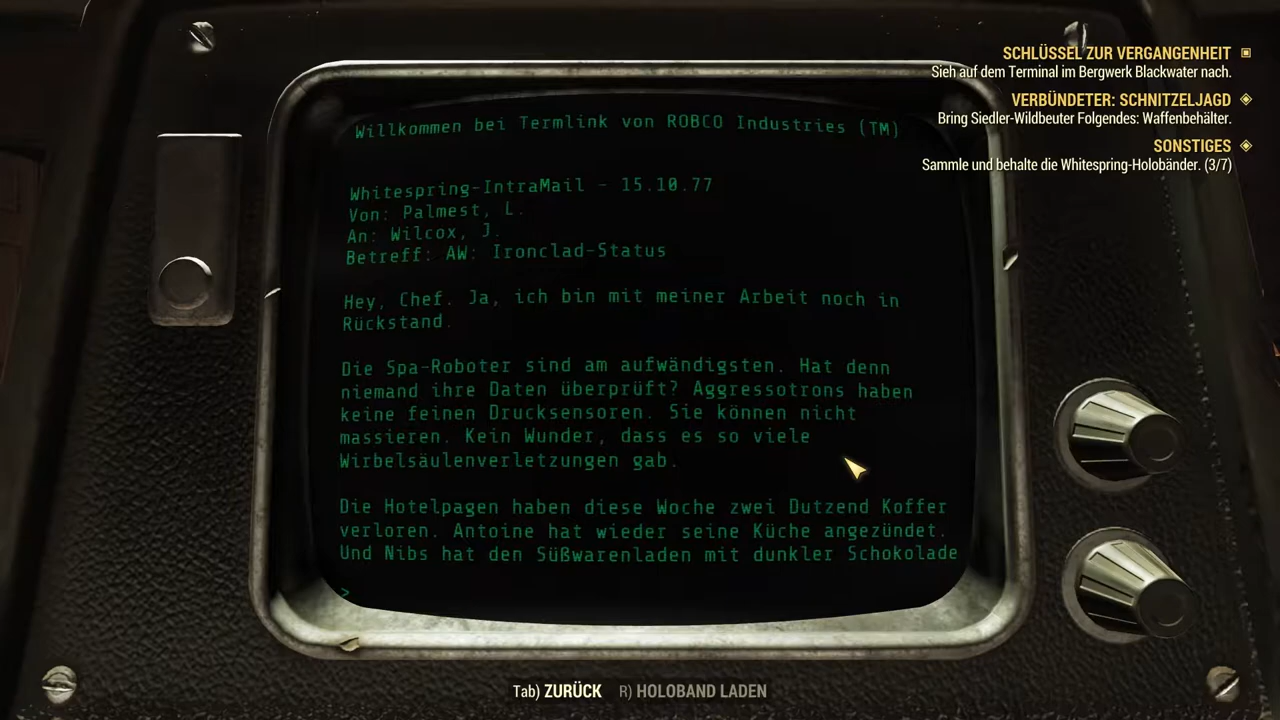 Willkommen bei Termlink von ROBCO Industries (TM)
Whitespring-IntraMail - 15.10.77
Von: Palmest, L.
An: Wilcox, J.
Betreff: AW: Ironclad-Status
Hey, Chef. Ja, ich bin mit meiner Arbeit noch in
Rückstand.
Die Spa-Roboter sind am aufwändigsten. Hat denn
niemand ihre Daten überprüft? Aggressotrons haben
keine feinen Drucksensoren. Sie können nicht
massieren. Kein Wunder, dass es so viele
Wirbelsäulenverletzungen gab.
Die Hotelpagen haben diese Woche zwei Dutzend Koffer
verloren. Antoine hat wieder seine Küche angezündet.
Und Nibs hat den Süßwarenladen mit dunkler Schokolade
>
SCHLÜSSEL ZUR VERGANGENHEIT
Sieh auf dem Terminal im Bergwerk Blackwater nach.
VERBÜNDETER: SCHNITZELJAGD
Bring Siedler-Wildbeuter Folgendes: Waffenbehälter.
SONSTIGES
Sammle und behalte die Whitespring-Holobänder. (3/7)
Tab) ZURÜCK R) HOLOBAND LADEN